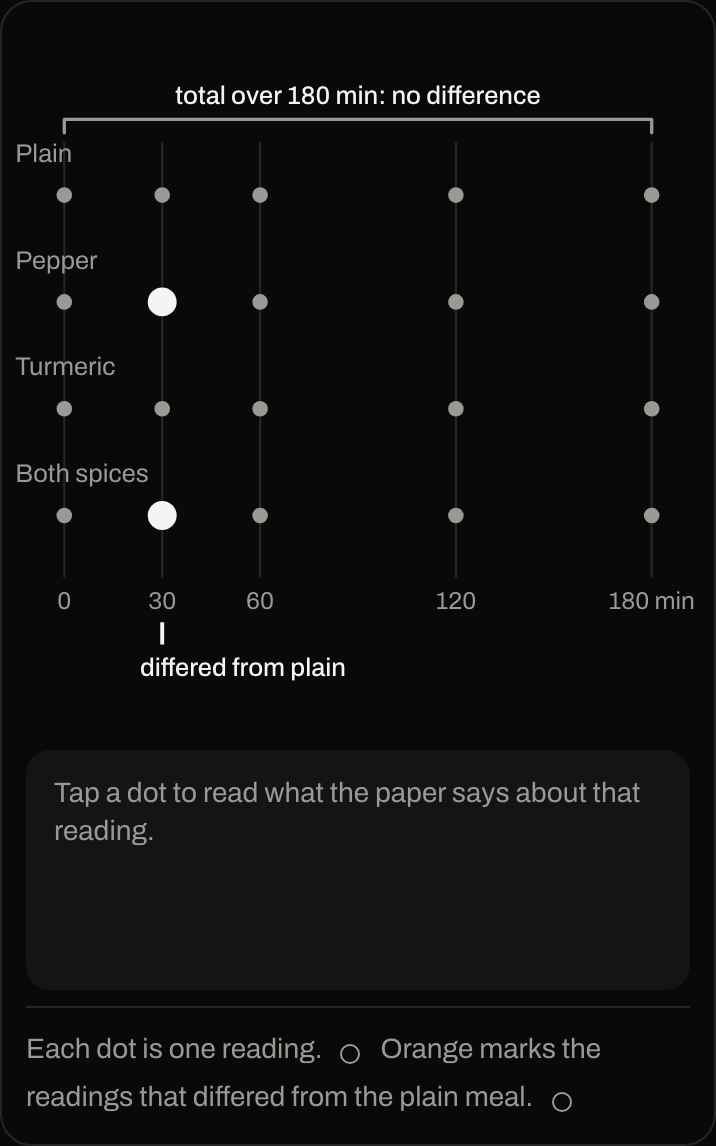 total over 180 min: no difference
Plain
Pepper
Turmeric
Both spices
0 30 60 120 180 min
differed from plain
Tap a dot to read what the paper says about that
reading.
Each dot is one reading. Orange marks the
readings that differed from the plain meal.